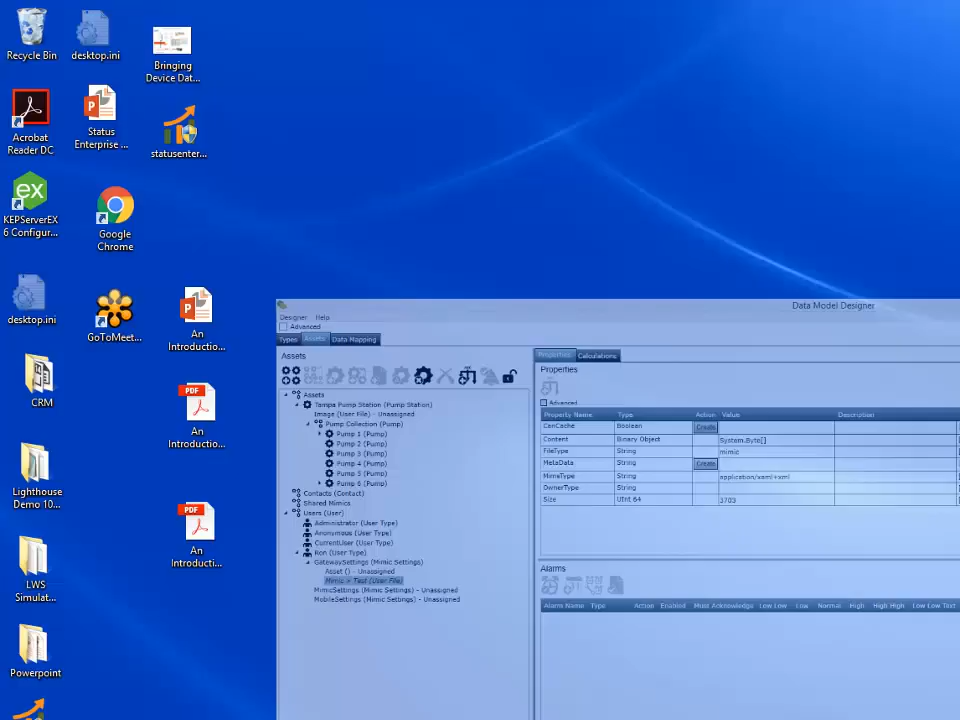 Recycle Bin
desktop.ini
Bringing
Device Dat...
Acrobat
Reader DC
Status
Enterprise ...
statusenter...
ex
KEPServerEX
6 Configur...
Google
Chrome
desktop.ini
GoToMeet...
An
Introductio...
CRM
PDF
An
Introductio...
Lighthouse
Demo 10...
PDF
An
Introducti...
LWS
Simulat...
Powerpoint
Data Model Designer
Designer Help
Advanced
Types Assets Data Mapping
Assets
Assets
Tampa Pump Station (Pump Station)
Image (User File) - Unassigned
Pump Collection (Pump)
Pump 1 (Pump)
Pump 2 (Pump)
Pump 3 (Pump)
Pump 4 (Pump)
Pump 5 (Pump)
Pump 6 (Pump)
Contacts (Contact)
Shared Mimics
Users (User)
Administrator (User Type)
Anonymous (User Type)
CurrentUser (User Type)
Ron (User Type)
GatewaySettings (Mimic Settings)
Asset () - Unassigned
Mimic > Test (User File)
MimicSettings (Mimic Settings) - Unassigned
MobileSettings (Mimic Settings) - Unassigned
Properties Calculations
Properties
Advanced
Property Name Type Action Value Description
CanCache Boolean Create
Content Binary Object System.Byte[]
FileType String mimic
MetaData String Create
MimeType String application/xaml+xml
OwnerType String
Size UInt 64 3703
Alarms
Alarm Name Type Action Enabled Must Acknowledge Low Low Low Normal High High High Low Low Text